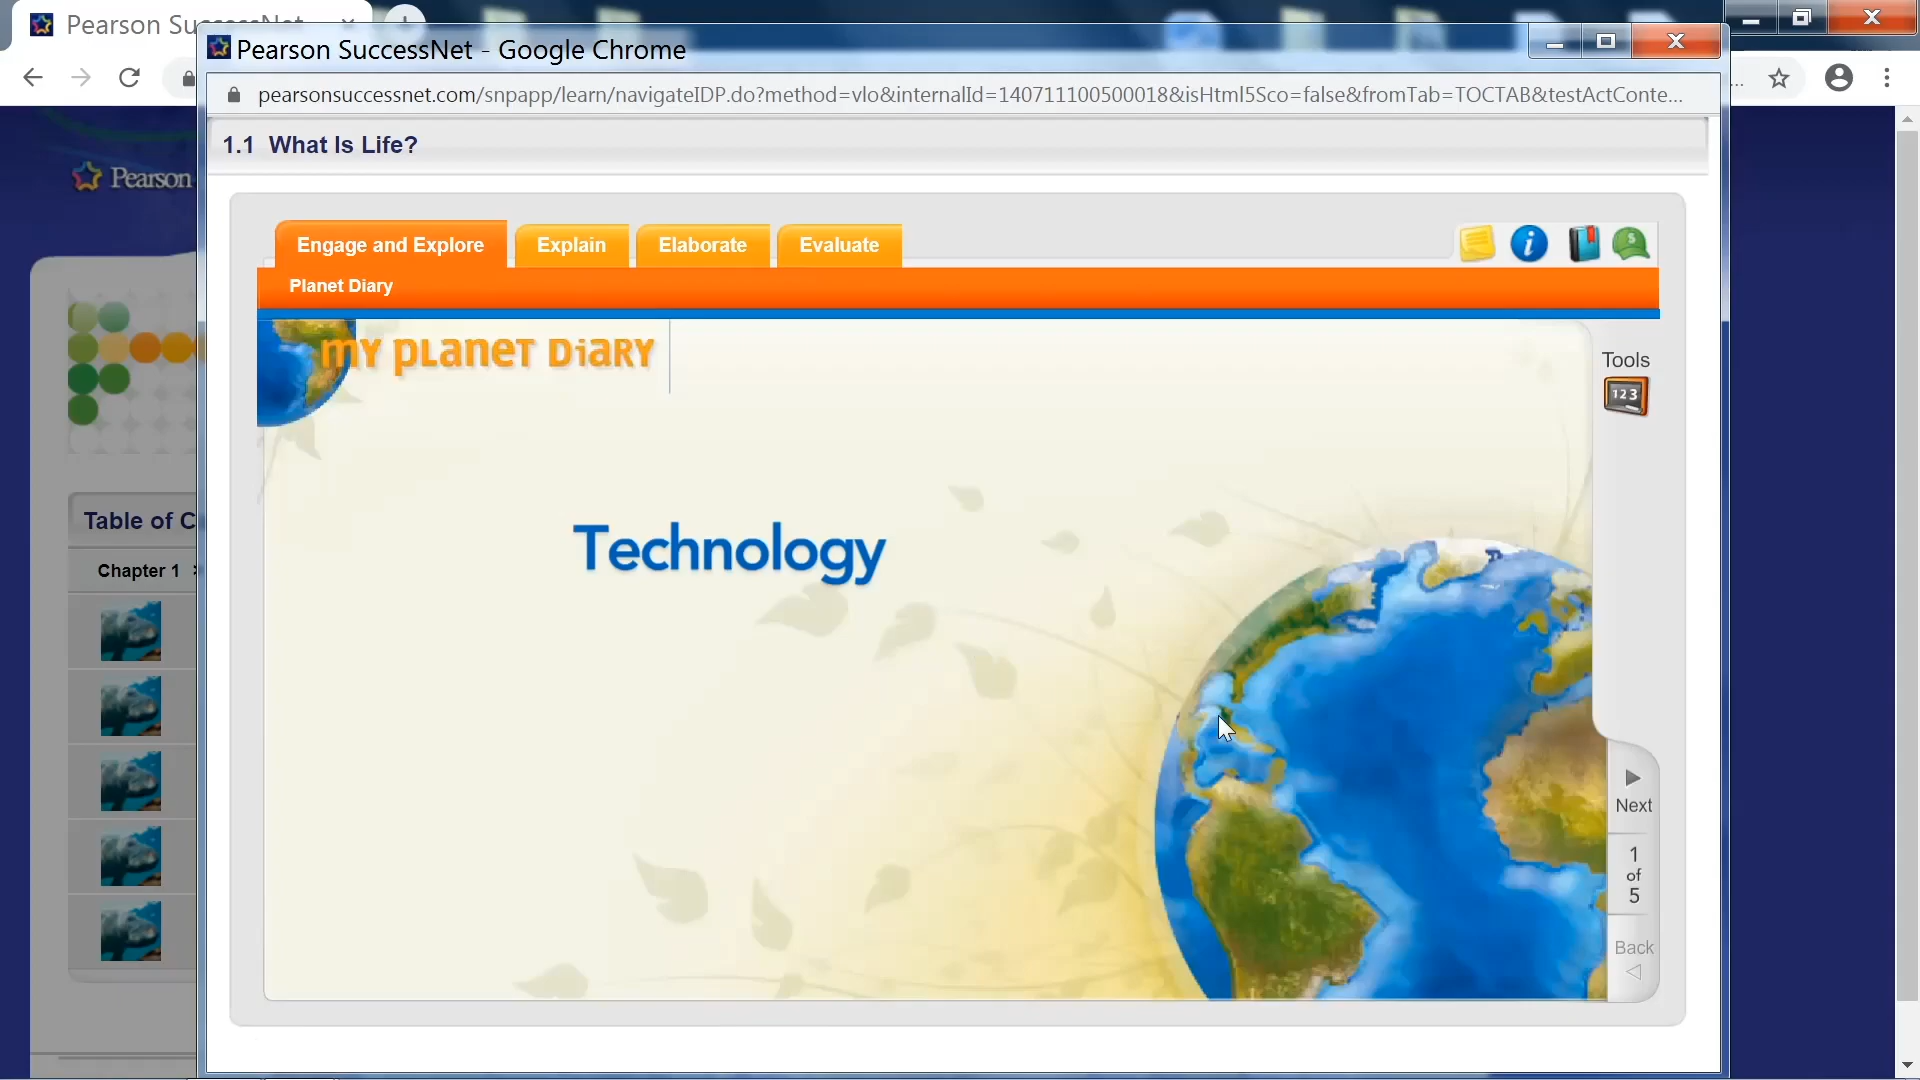 Pearson Su
Pearson SuccessNet - Google Chrome
pearsonsuccessnet.com/snpapp/learn/navigateIDP.do?method=vlo&internalId=140711100500018&isHtml5Sco=false&fromTab=TOCTAB&testActConte...
1.1 What Is Life?
Pearson
Engage and Explore
Explain
Elaborate
Evaluate
Planet Diary
my planet Diary
Tools
123
Technology
Table of C
Chapter 1
Next
1
of
5
Back